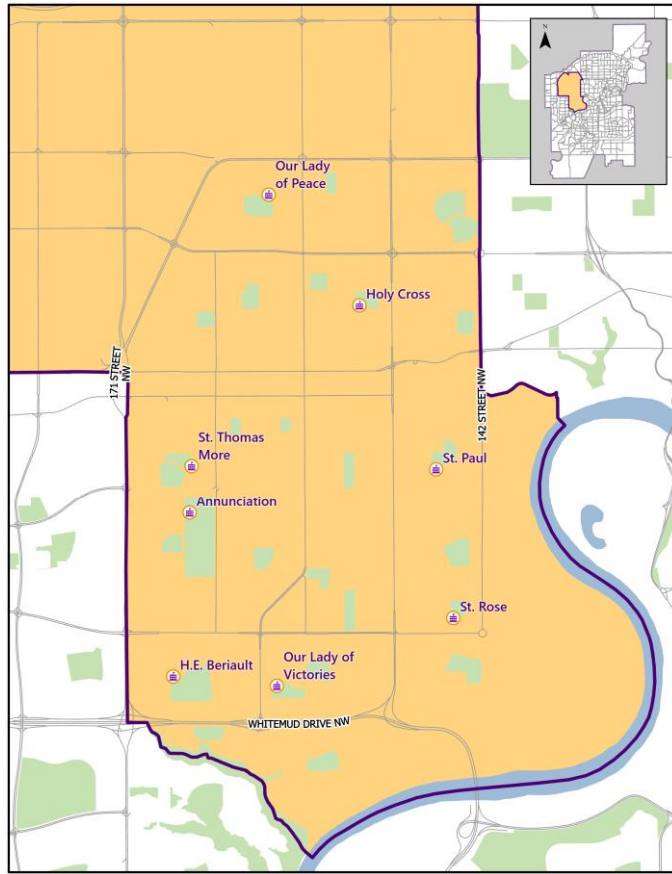 N
Our Lady
of Peace
Holy Cross
171 STREET
NW
142 STREET NW
St. Thomas
More
St. Paul
Annunciation
St. Rose
H.E. Beriault
Our Lady of
Victories
WHITEMUD DRIVE NW